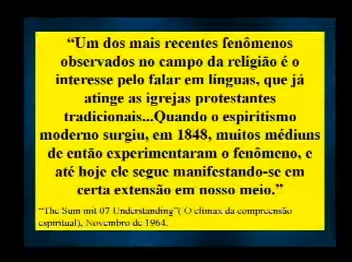 “Um dos mais recentes fenômenos
observados no campo da religião é o
interesse pelo falar em línguas, que já
atinge as igrejas protestantes
tradicionais...Quando o espiritismo
moderno surgiu, em 1848, muitos médiuns
de então experimentaram o fenômeno, e
até hoje ele segue manifestando-se em
certa extensão em nosso meio.”
“The Sum mit 07 Understanding”( O clímax da compreensão
espiritual), Novembro de 1964.